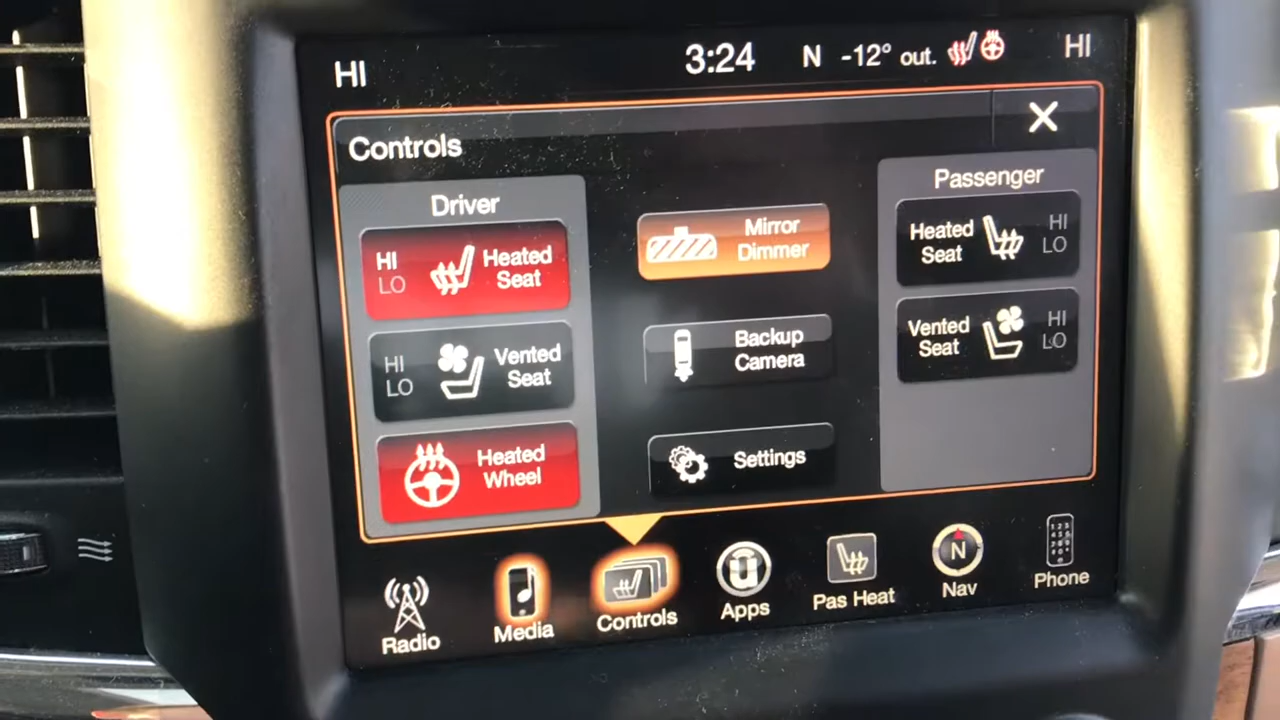 HI
3:24
N
-12° out.
HI
Controls
Driver
HI
LO
Heated
Seat
HI
LO
Vented
Seat
Heated
Wheel
Mirror
Dimmer
Backup
Camera
Settings
Passenger
Heated
Seat
HI
LO
Vented
Seat
HI
LO
Radio
Media
Controls
Apps
Pas Heat
N
Nav
Phone